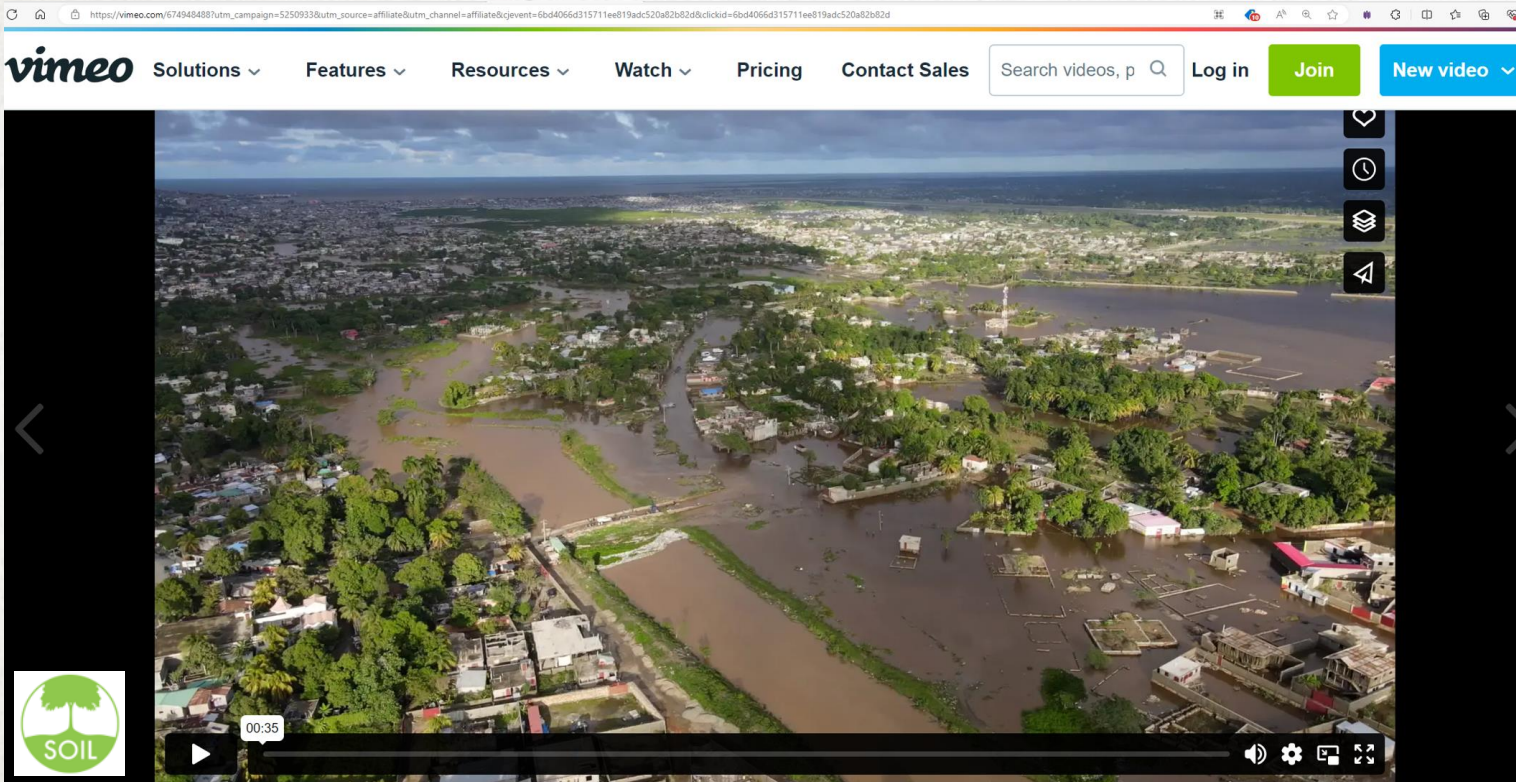 https://vimeo.com/674948488?utm_campaign=5250933&utm_source=affiliate&utm_channel=affiliate&cjevent=6bd4066d315711ee819adc520a82b82d&clickid=6bd4066d315711ee819adc520a82b82d
vimeo Solutions Features Resources Watch Pricing Contact Sales Search videos, p Log in Join New video
00:35
SOIL